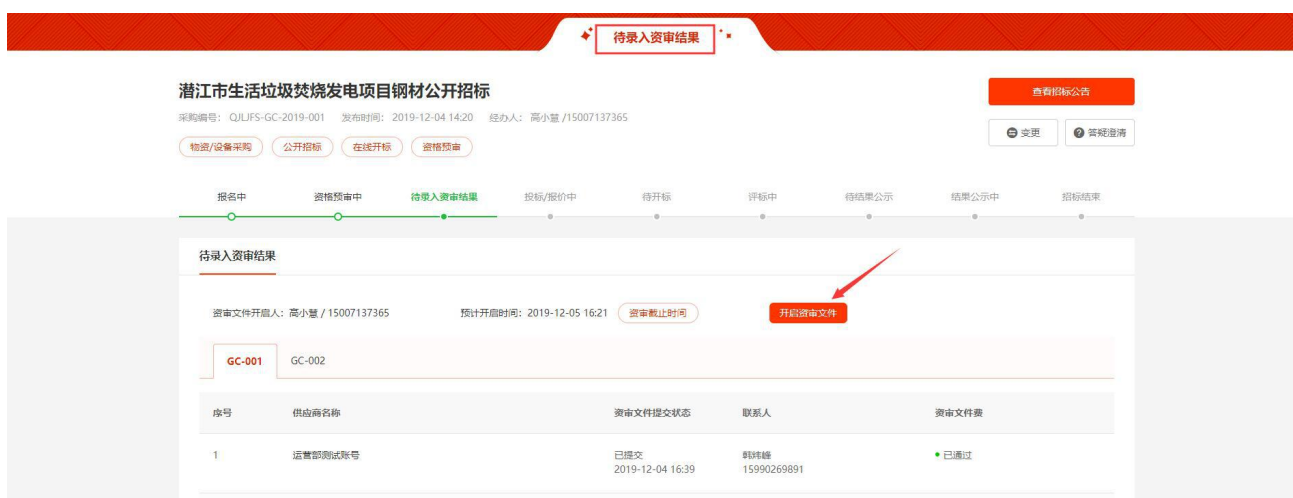 待录入资审结果
潜江市生活垃圾焚烧发电项目钢材公开招标
查看招标公告
采购编号: QJLJFS-GC-2019-001 发布时间: 2019-12-04 14:20 经办人: 高小慧 /15007137365
变更 答疑澄清
物资/设备采购 公开招标 在线开标 资格预审
报名中 资格预审中 待录入资审结果 投标/报价中 待开标 评标中 待结果公示 结果公示中 招标结束
待录入资审结果
资审文件开启人: 高小慧 / 15007137365 预计开启时间: 2019-12-05 16:21 资审截止时间 开启资审文件
GC-001 GC-002
序号 供应商名称 资审文件提交状态 联系人 资审文件费
1 运营部测试账号 已提交 韩炜峰 已通过
2019-12-04 16:39 15990269891